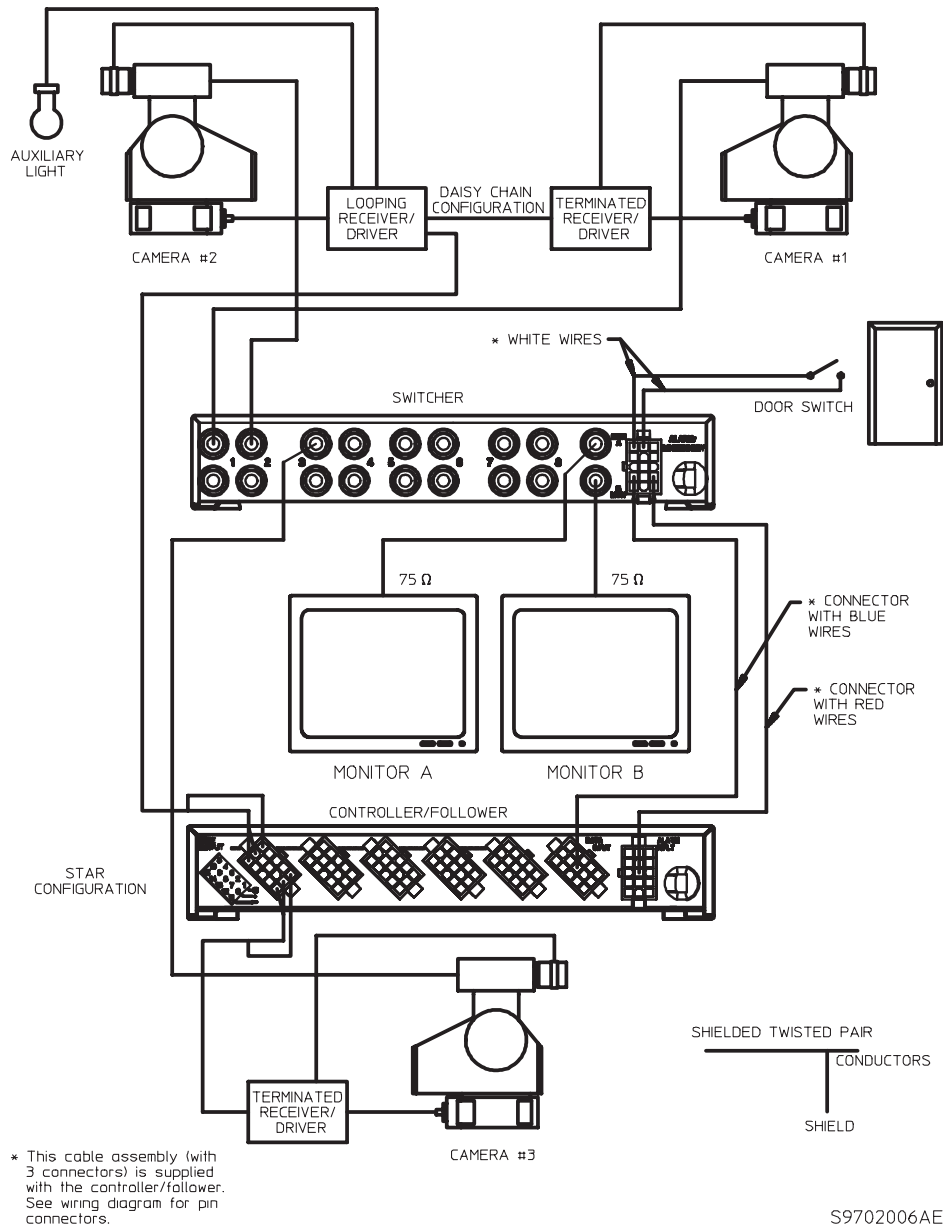 AUXILIARY
LIGHT
CAMERA #2
LOOPING
RECEIVER/
DRIVER
DAISY CHAIN
CONFIGURATION
TERMINATED
RECEIVER/
DRIVER
CAMERA #1
* WHITE WIRES
DOOR SWITCH
SWITCHER
1 2 3 4 5 6 7 8
75 Ω
75 Ω
* CONNECTOR
WITH BLUE
WIRES
* CONNECTOR
WITH RED
WIRES
MONITOR A
MONITOR B
CONTROLLER/FOLLOWER
STAR
CONFIGURATION
TERMINATED
RECEIVER/
DRIVER
CAMERA #3
SHIELDED TWISTED PAIR
CONDUCTORS
SHIELD
* This cable assembly (with
3 connectors) is supplied
with the controller/follower.
See wiring diagram for pin
connectors.
S9702006AE